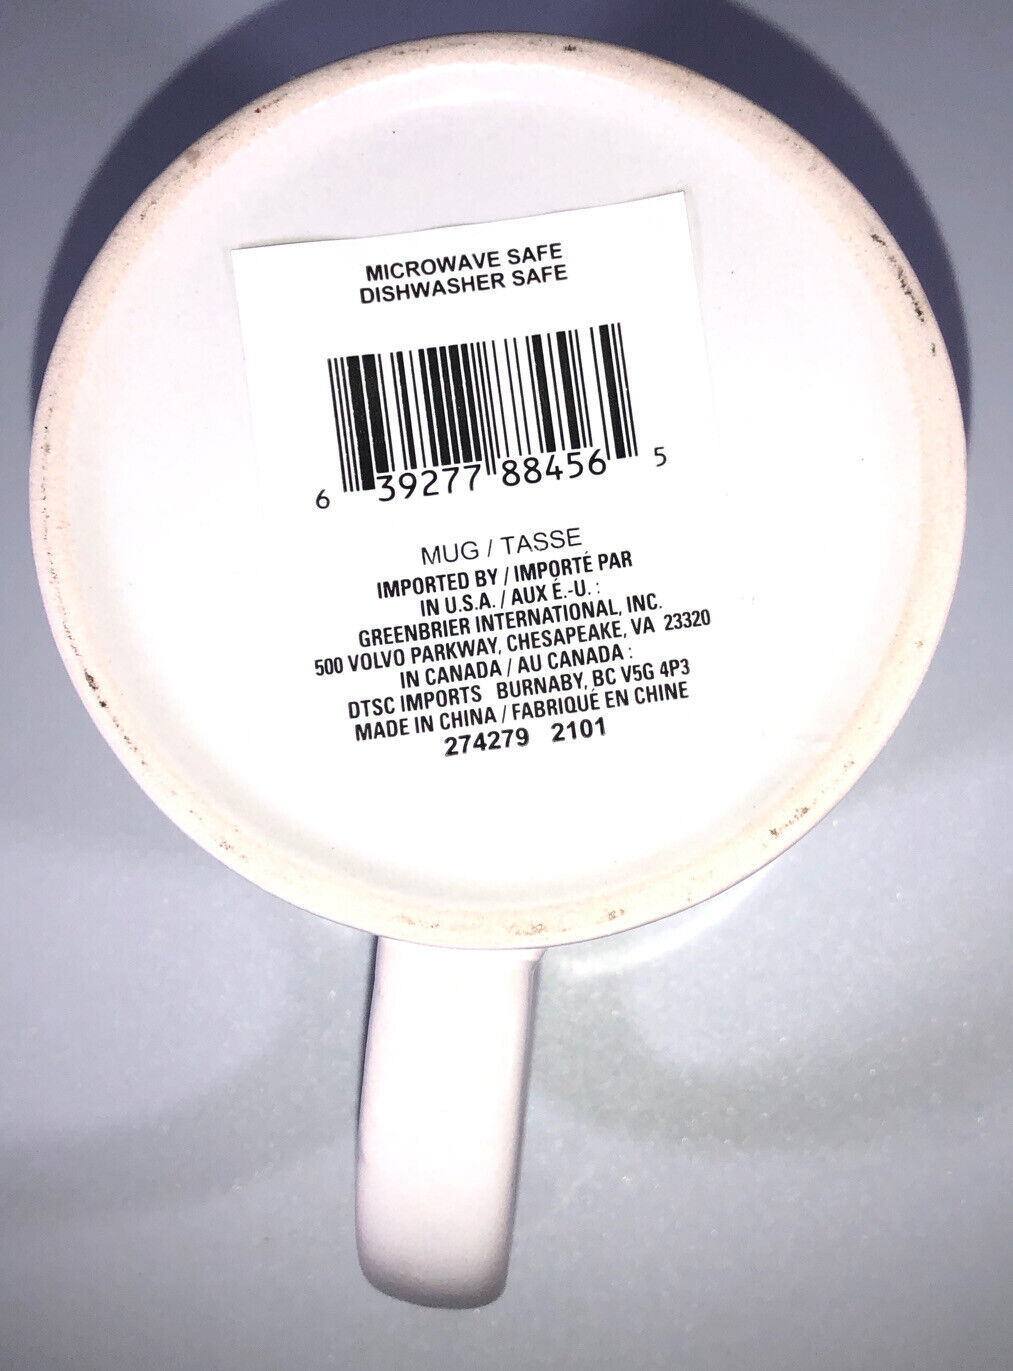 MICROWAVE SAFE
DISHWASHER SAFE
6 39277 88456 5
MUG / TASSE
IMPORTED BY / IMPORTÉ PAR
IN U.S.A. / AUX É.-U. :
GREENBRIER INTERNATIONAL, INC.
500 VOLVO PARKWAY, CHESAPEAKE, VA 23320
IN CANADA / AU CANADA :
DTSC IMPORTS BURNABY, BC V5G 4P3
MADE IN CHINA / FABRIQUÉ EN CHINE
274279 2101